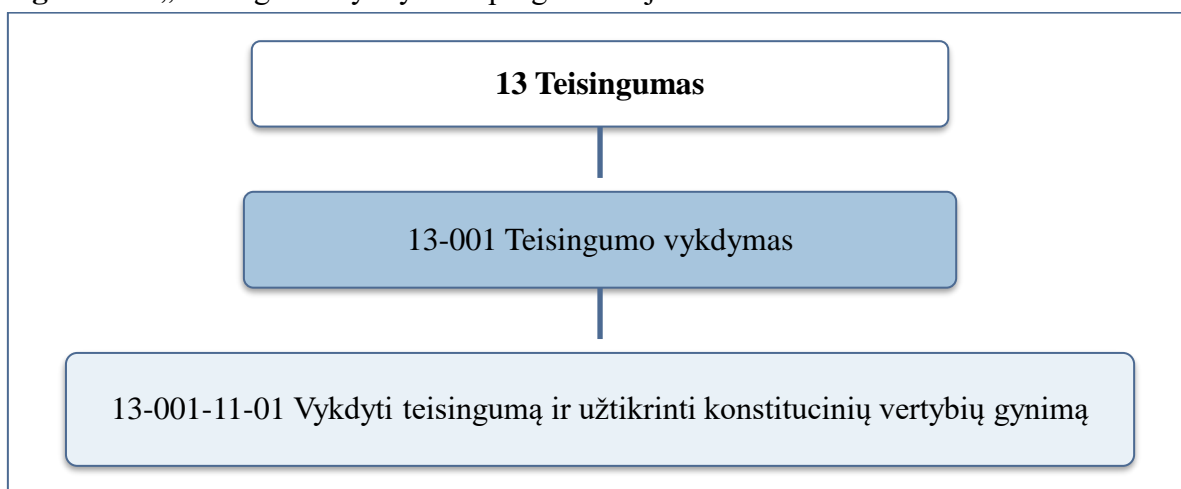 13 Teisingumas
13-001 Teisingumo vykdymas
13-001-11-01 Vykdyti teisingumą ir užtikrinti konstitucinių vertybių gynimą